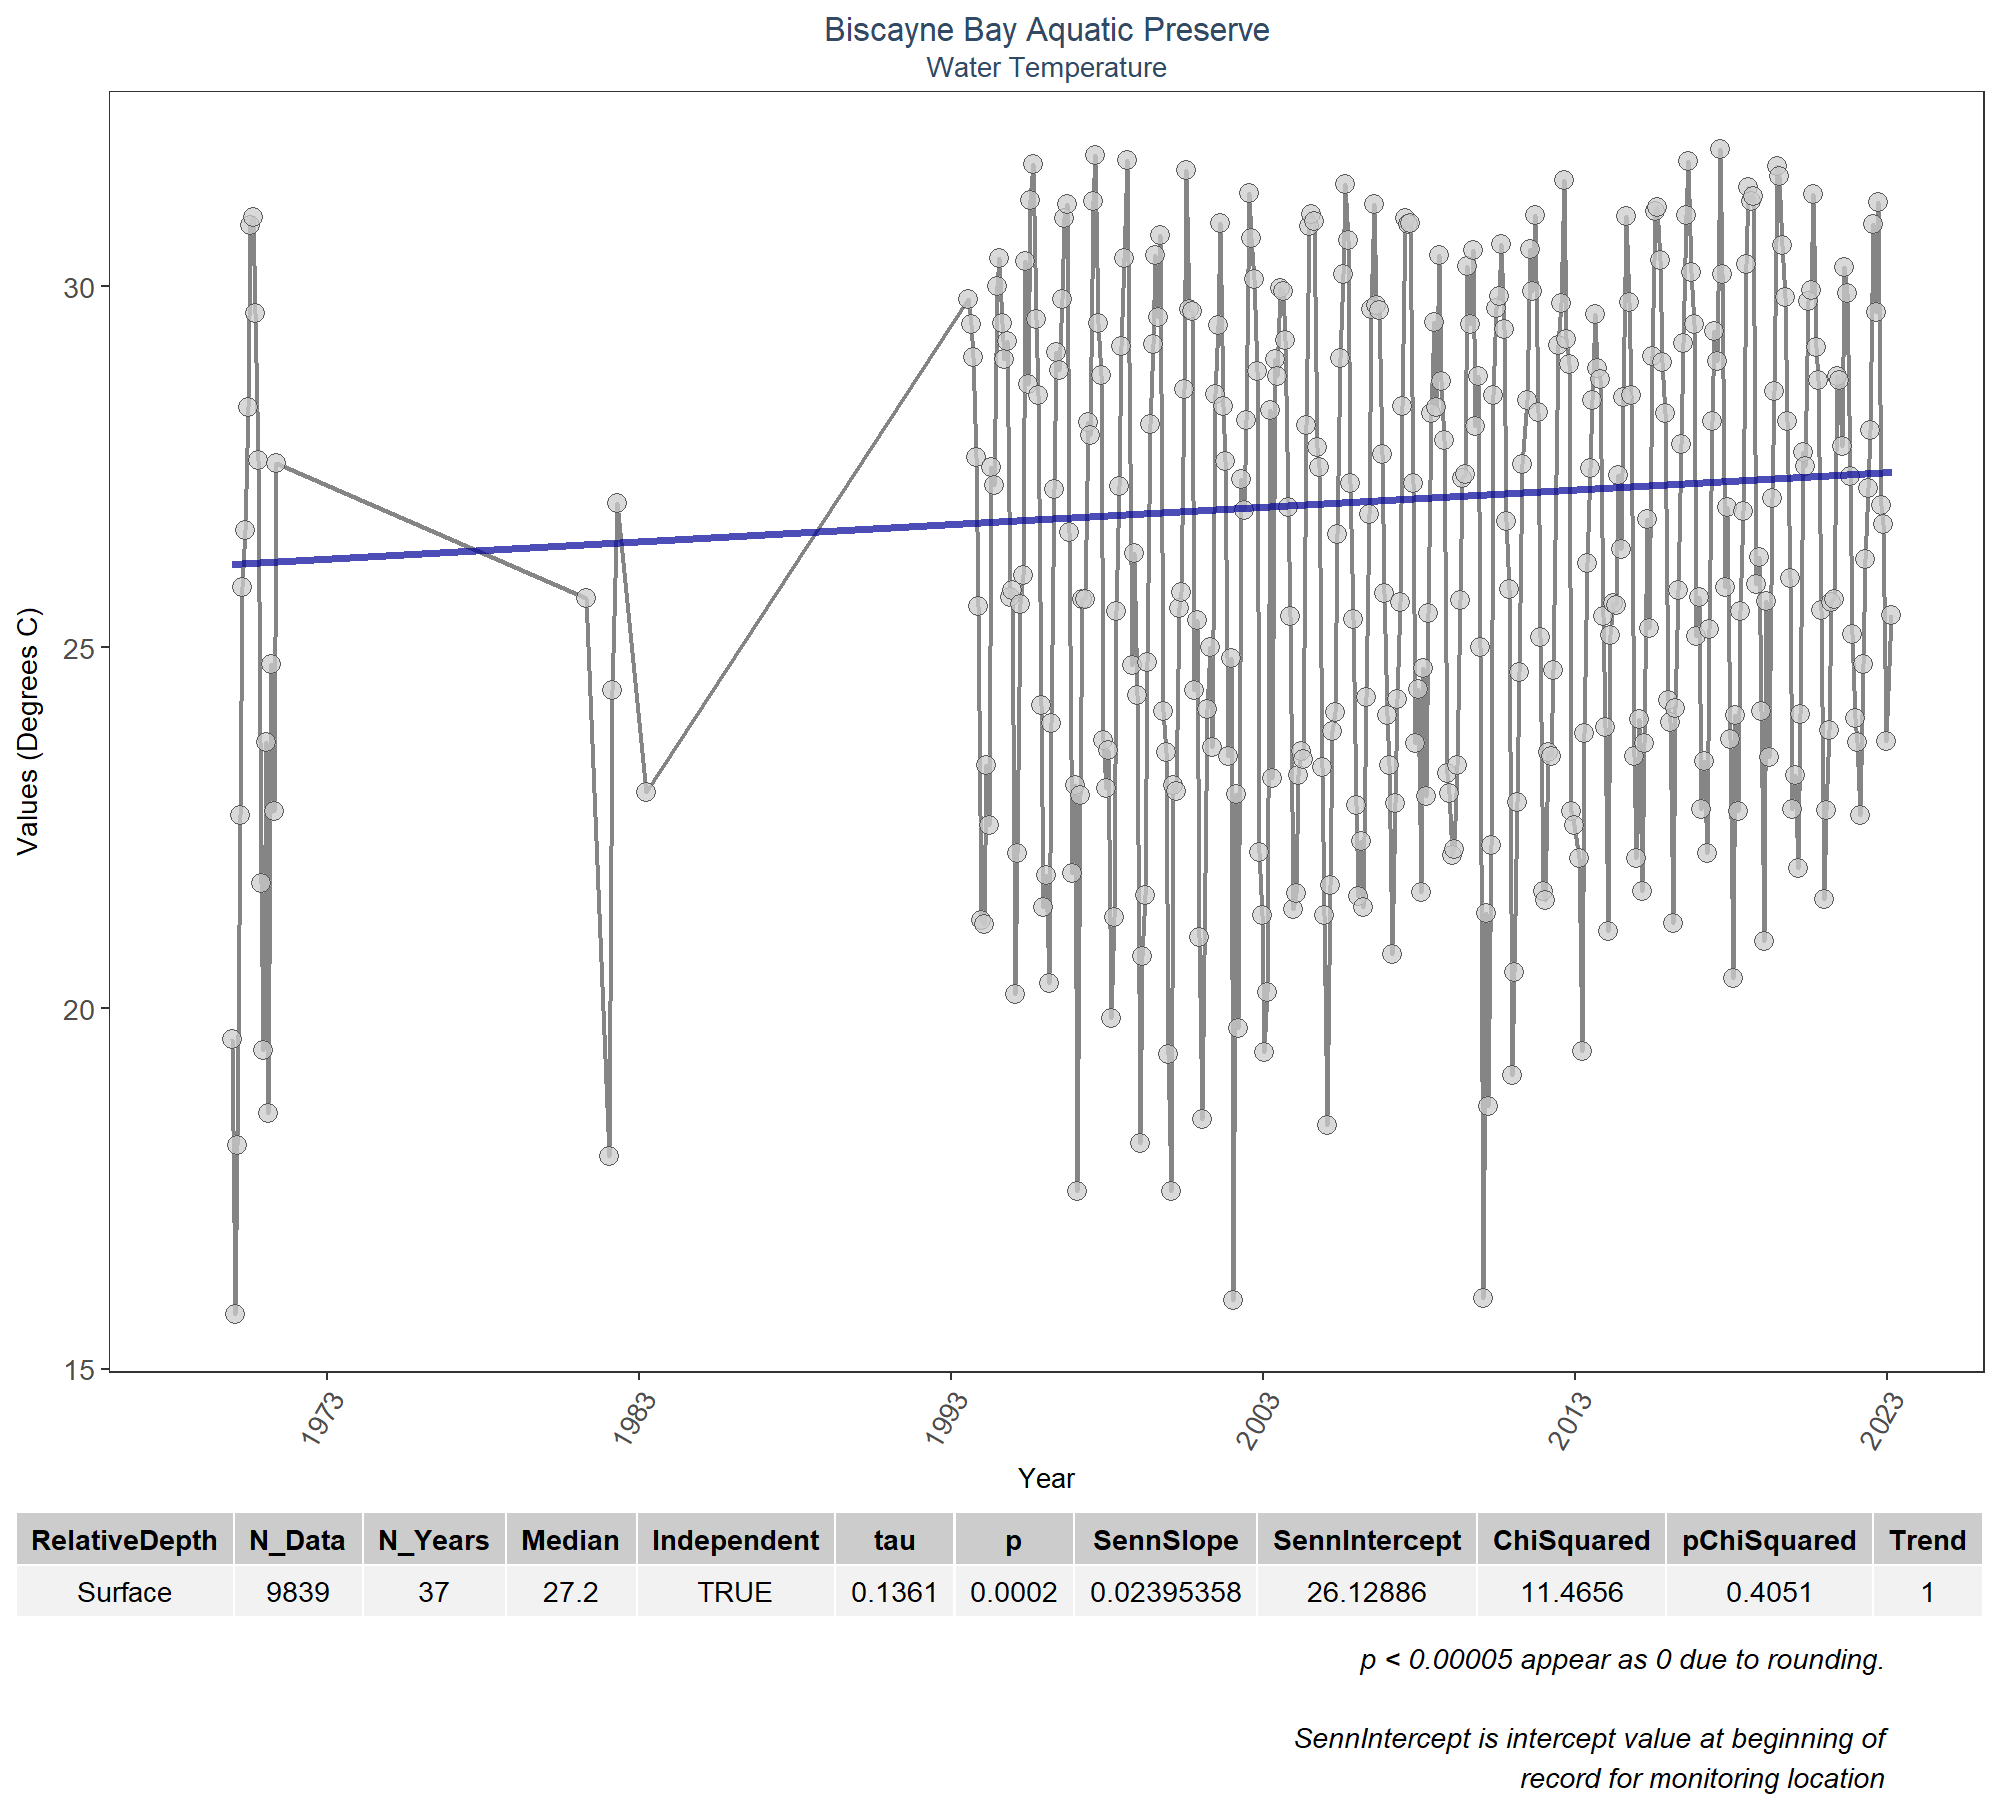 Biscayne Bay Aquatic Preserve
Water Temperature
Values (Degrees C)
30
25
20
15
1973 1983 1993 2003 2013 2023
Year
RelativeDepth N_Data N_Years Median Independent tau p SennSlope SennIntercept ChiSquared pChiSquared Trend
Surface 9839 37 27.2 TRUE 0.1361 0.0002 0.02395358 26.12886 11.4656 0.4051 1
p < 0.00005 appear as 0 due to rounding.
SennIntercept is intercept value at beginning of
record for monitoring location